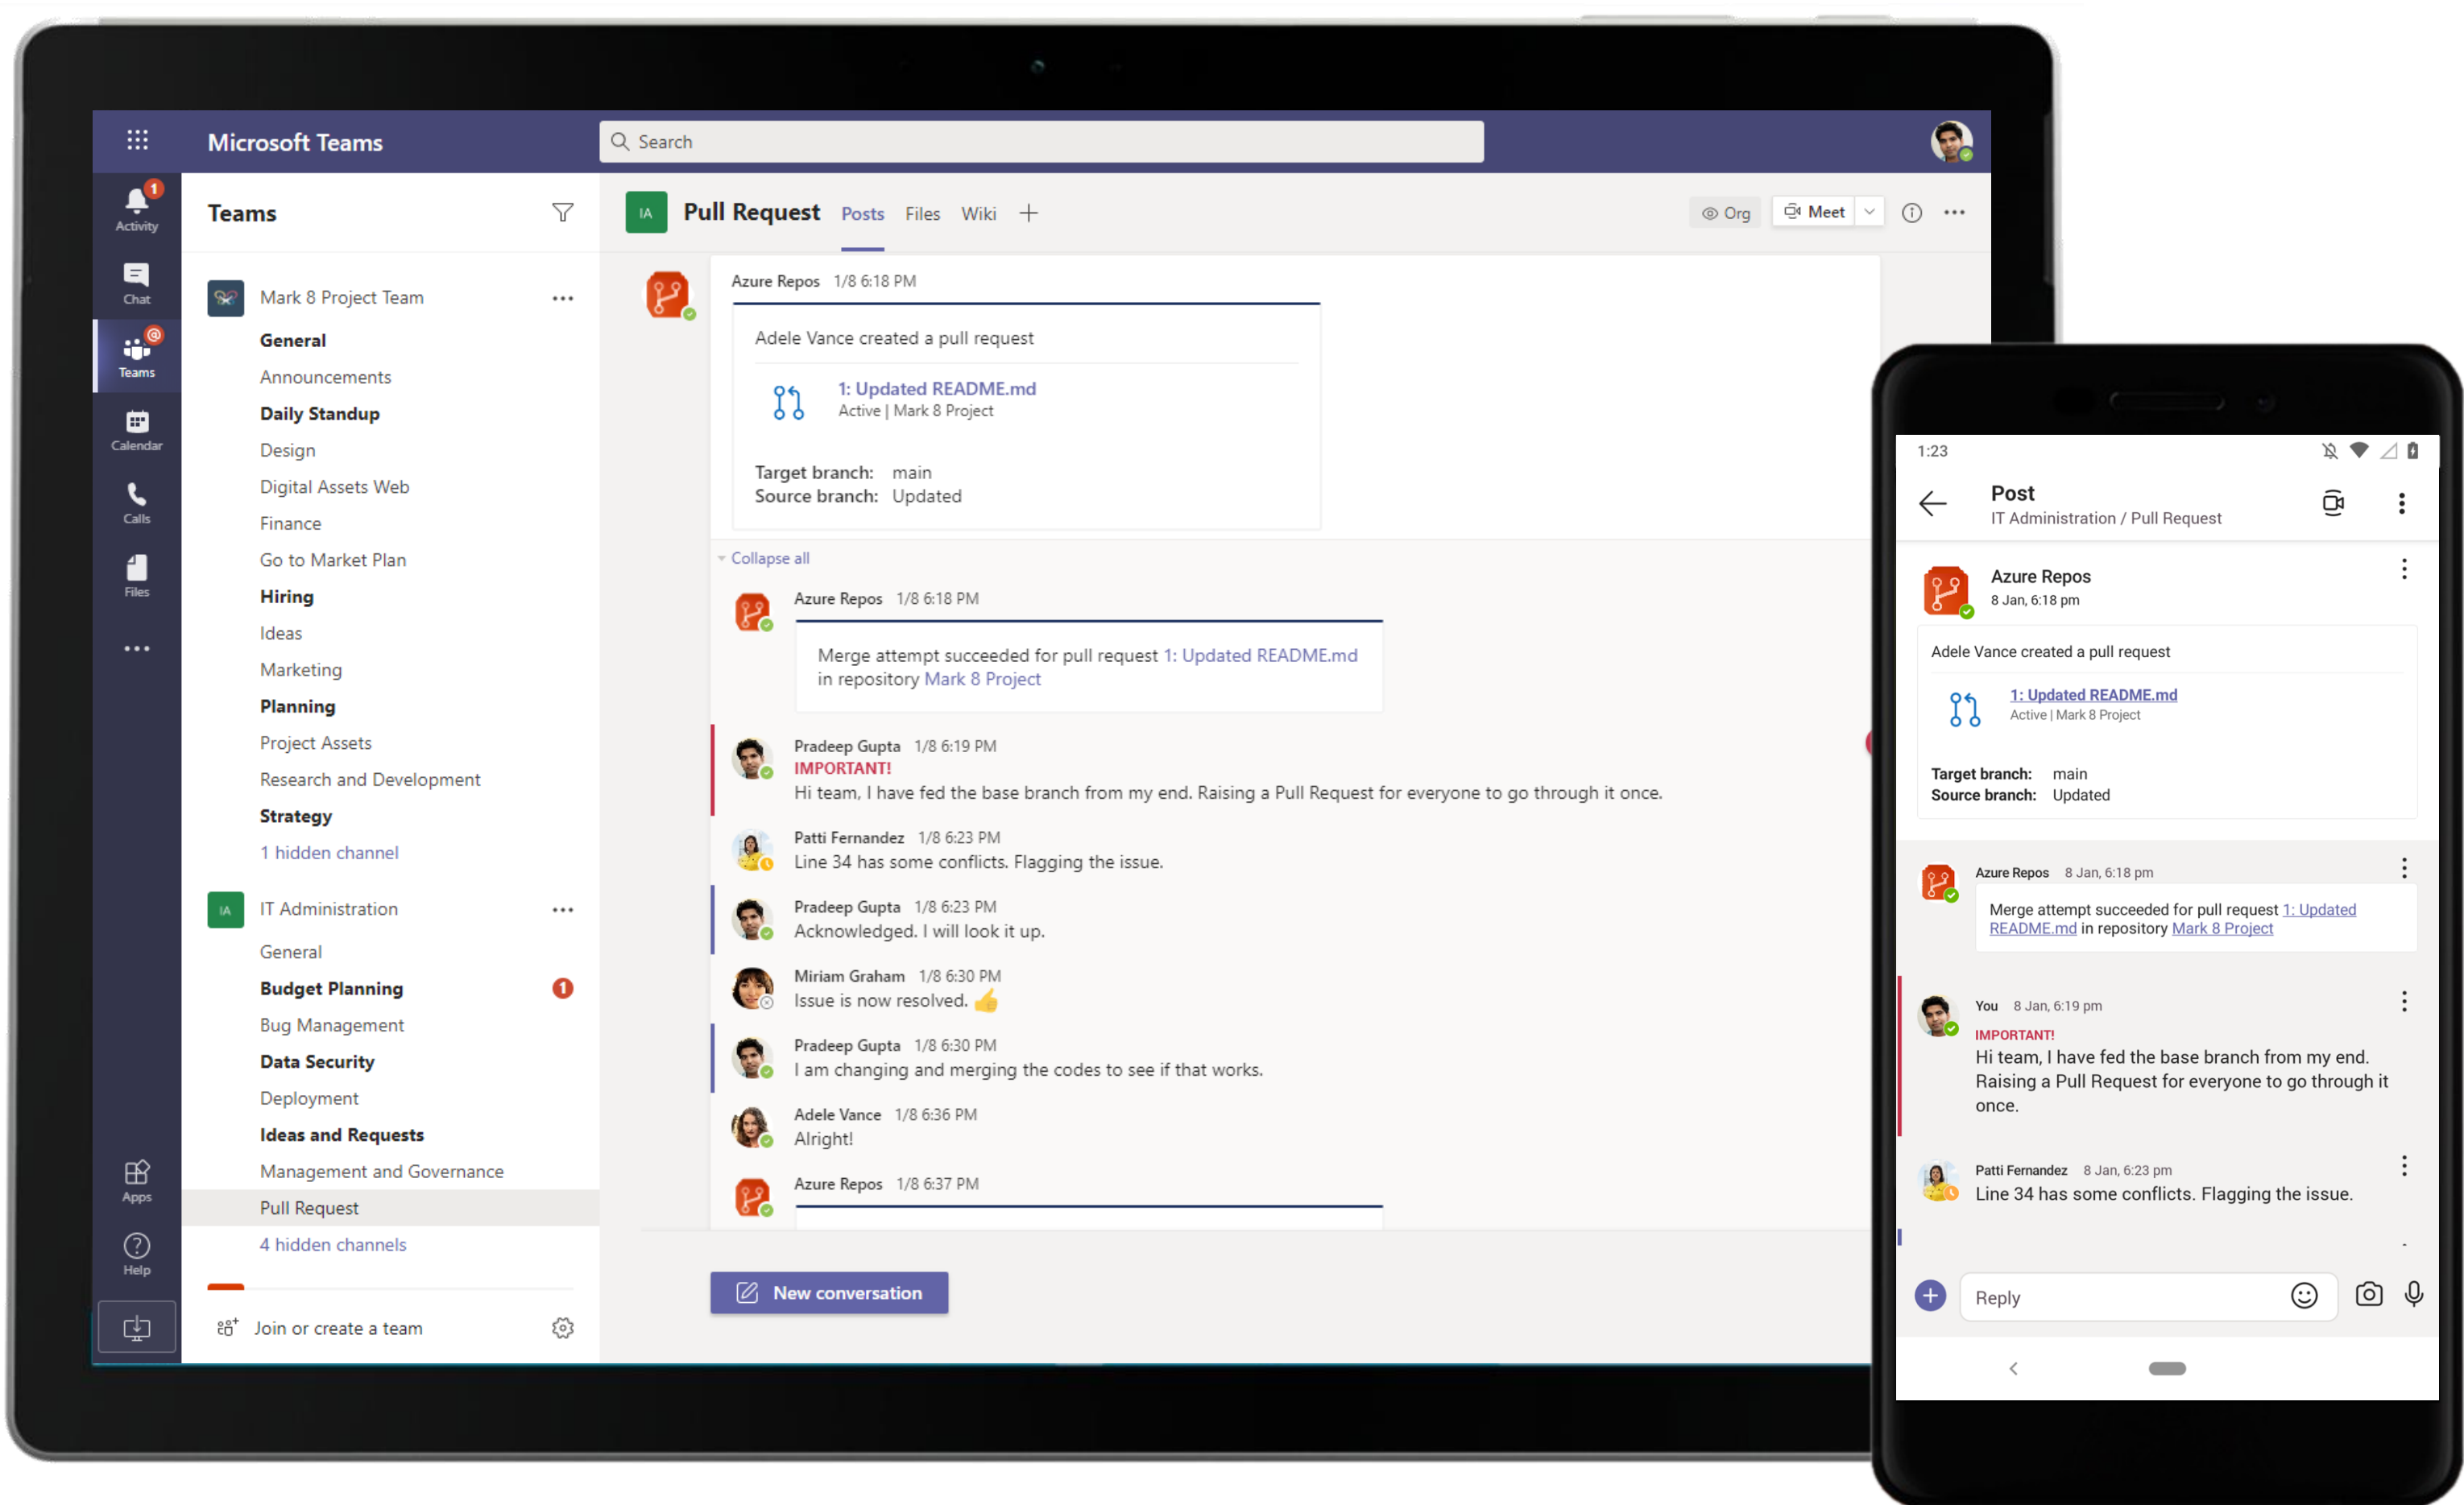 Microsoft Teams
Search
1
Activity
Chat
@
Teams
Calendar
Calls
Files
Apps
Help
Teams
Mark 8 Project Team
General
Announcements
Daily Standup
Design
Digital Assets Web
Finance
Go to Market Plan
Hiring
Ideas
Marketing
Planning
Project Assets
Research and Development
Strategy
1 hidden channel
IA
IT Administration
General
Budget Planning
1
Bug Management
Data Security
Deployment
Ideas and Requests
Management and Governance
Pull Request
4 hidden channels
Join or create a team
IA
Pull Request Posts Files Wiki
Org
Meet
Azure Repos 1/8 6:18 PM
Adele Vance created a pull request
1: Updated README.md
Active | Mark 8 Project
Target branch: main
Source branch: Updated
Collapse all
Azure Repos 1/8 6:18 PM
Merge attempt succeeded for pull request 1: Updated README.md
in repository Mark 8 Project
Pradeep Gupta 1/8 6:19 PM
IMPORTANT!
Hi team, I have fed the base branch from my end. Raising a Pull Request for everyone to go through it once.
Patti Fernandez 1/8 6:23 PM
Line 34 has some conflicts. Flagging the issue.
Pradeep Gupta 1/8 6:23 PM
Acknowledged. I will look it up.
Miriam Graham 1/8 6:30 PM
Issue is now resolved. 👍
Pradeep Gupta 1/8 6:30 PM
I am changing and merging the codes to see if that works.
Adele Vance 1/8 6:36 PM
Alright!
Azure Repos 1/8 6:37 PM
New conversation
1:23
Post
IT Administration / Pull Request
Azure Repos
8 Jan, 6:18 pm
Adele Vance created a pull request
1: Updated README.md
Active | Mark 8 Project
Target branch: main
Source branch: Updated
Azure Repos 8 Jan, 6:18 pm
Merge attempt succeeded for pull request 1: Updated
README.md in repository Mark 8 Project
You 8 Jan, 6:19 pm
IMPORTANT!
Hi team, I have fed the base branch from my end.
Raising a Pull Request for everyone to go through it
once.
Patti Fernandez 8 Jan, 6:23 pm
Line 34 has some conflicts. Flagging the issue.
Reply